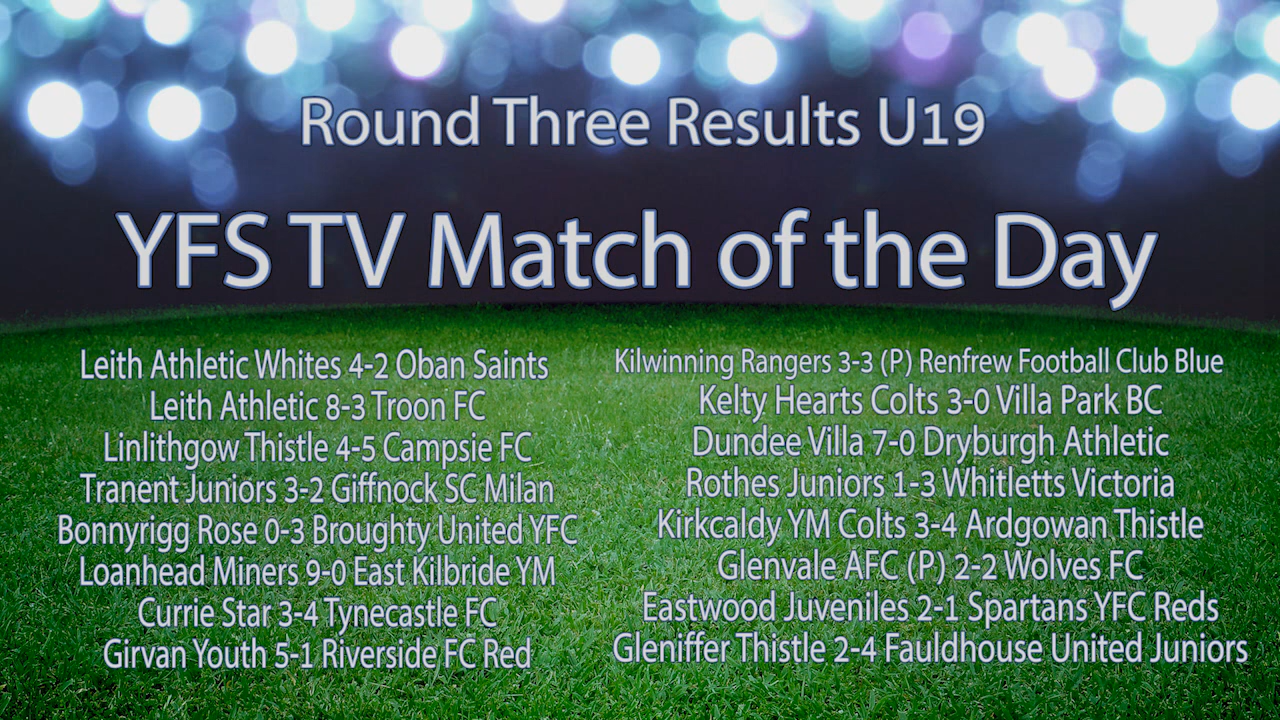 Round Three Results U19
YFS TV Match of the Day
Leith Athletic Whites 4-2 Oban Saints
Leith Athletic 8-3 Troon FC
Linlithgow Thistle 4-5 Campsie FC
Tranent Juniors 3-2 Giffnock SC Milan
Bonnyrigg Rose 0-3 Broughty United YFC
Loanhead Miners 9-0 East Kilbride YM
Currie Star 3-4 Tynecastle FC
Girvan Youth 5-1 Riverside FC Red
Kilwinning Rangers 3-3 (P) Renfrew Football Club Blue
Kelty Hearts Colts 3-0 Villa Park BC
Dundee Villa 7-0 Dryburgh Athletic
Rothes Juniors 1-3 Whitletts Victoria
Kirkcaldy YM Colts 3-4 Ardgowan Thistle
Glenvale AFC (P) 2-2 Wolves FC
Eastwood Juveniles 2-1 Spartans YFC Reds
Gleniffer Thistle 2-4 Fauldhouse United Juniors